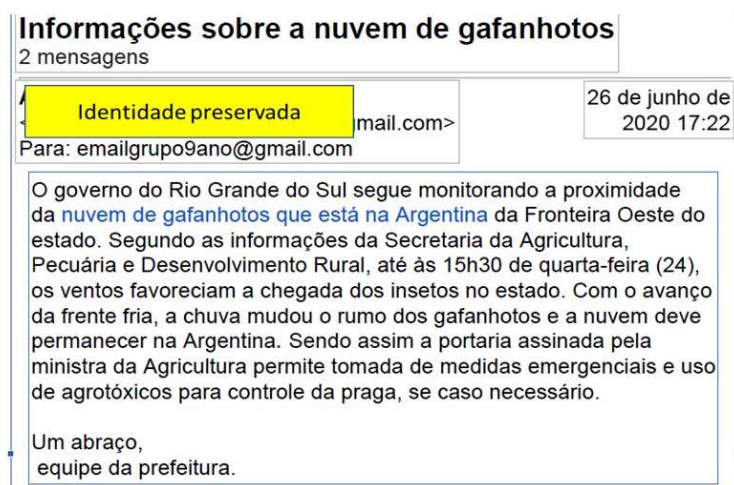 Informações sobre a nuvem de gafanhotos
2 mensagens
Identidade preservada
mail.com>
26 de junho de
2020 17:22
Para: emailgrupo9ano@gmail.com
O governo do Rio Grande do Sul segue monitorando a proximidade
da nuvem de gafanhotos que está na Argentina da Fronteira Oeste do
estado. Segundo as informações da Secretaria da Agricultura,
Pecuária e Desenvolvimento Rural, até às 15h30 de quarta-feira (24),
os ventos favoreciam a chegada dos insetos no estado. Com o avanço
da frente fria, a chuva mudou o rumo dos gafanhotos e a nuvem deve
permanecer na Argentina. Sendo assim a portaria assinada pela
ministra da Agricultura permite tomada de medidas emergenciais e uso
de agrotóxicos para controle da praga, se caso necessário.
Um abraço,
equipe da prefeitura.